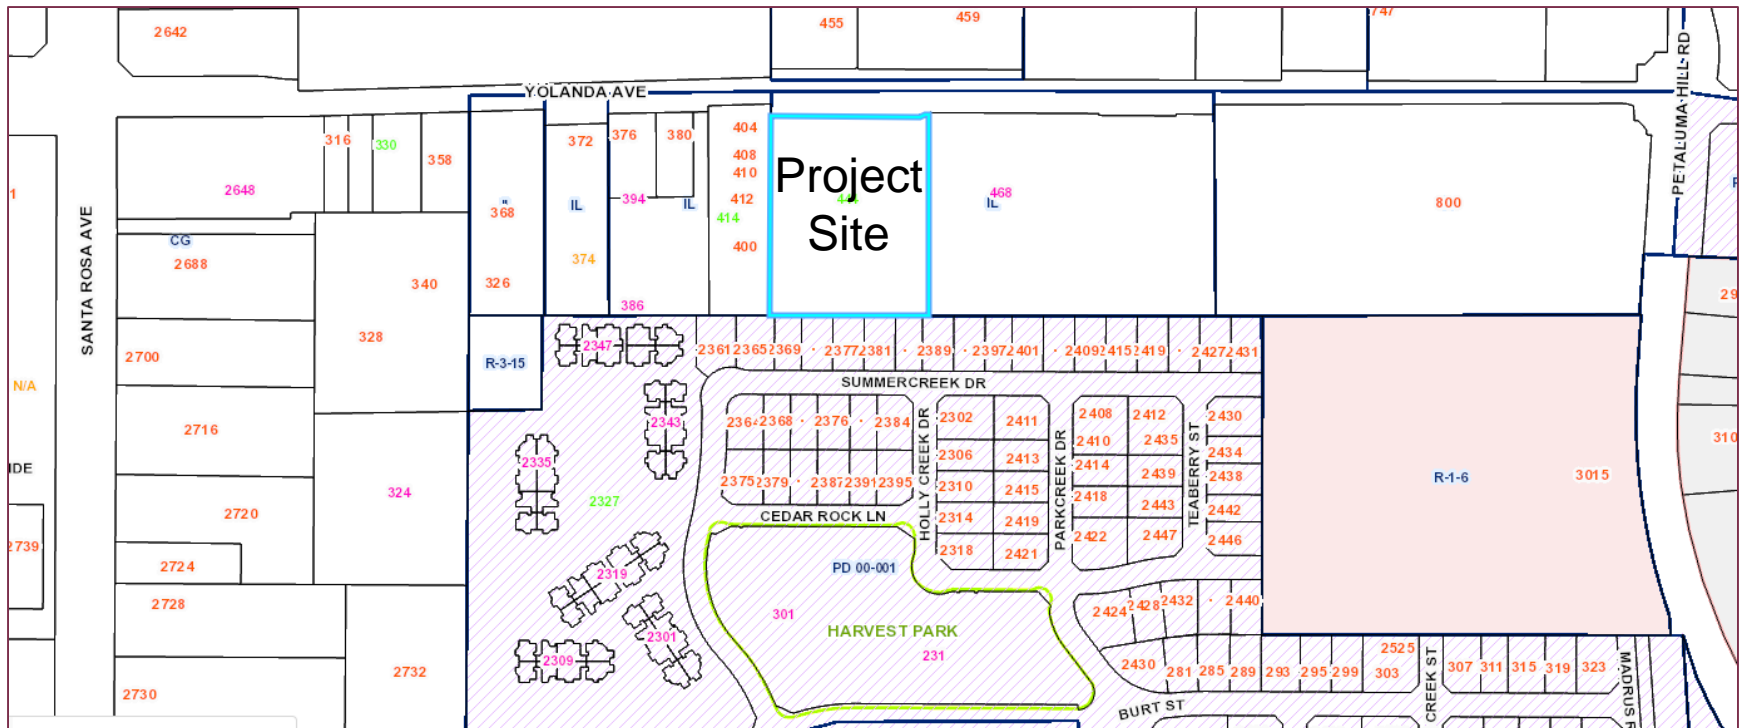 2642
455
459
747
PETALUMA HILL RD
YOLANDA AVE
316
330
358
2648
368
326
372
IL
374
376
380
394
IL
386
404
408
410
412
414
400
Project
Site
468
IL
800
SANTA ROSA AVE
CG
2688
340
328
2700
N/A
R-3-15
2347
2361 2365 2369 · 2377 2381 · 2389 · 2397 2401 · 2409 2415 2419 · 2427 2431
SUMMERCREEK DR
2343
2364 2368 · 2376 · 2384
2302
2411
2408
2412
2430
2716
2335
2306
2413
2410
2435
2434
2375 2379 · 2387 2391 2395
2310
2415
2414
2439
2438
IDE
324
2327
CEDAR ROCK LN
HOLLY CREEK DR
PARKCREEK DR
TEABERRY ST
2314
2419
2418
2443
2442
2318
2421
2422
2447
2446
R-1-6
3015
310
2720
2739
2724
2319
PD 00-001
2728
301
HARVEST PARK
231
2424 2428 2432 · 2440
2301
2309
2732
2730
2430
281 285 289 293 295 299 303
2525
CREEK ST
307 311 315 319 323
BURT ST